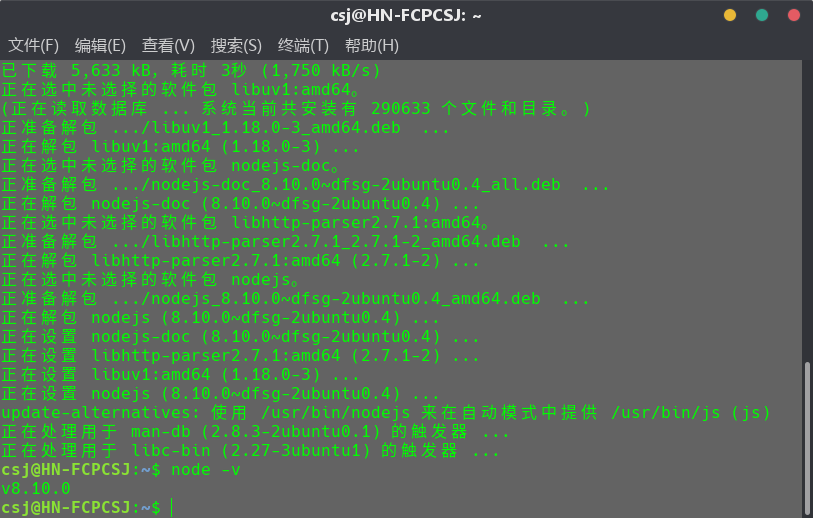 csj@HN-FCPCSJ: ~
文件(F) 编辑(E) 查看(V) 搜索(S) 终端(T) 帮助(H)
已下载 5,633 kB，耗时 3秒 (1,750 kB/s)
正在选中未选择的软件包 libuv1:amd64。
(正在读取数据库 ... 系统当前共安装有 290633 个文件和目录。)
正准备解包 .../libuv1_1.18.0-3_amd64.deb  ...
正在解包 libuv1:amd64 (1.18.0-3) ...
正在选中未选择的软件包 nodejs-doc。
正准备解包 .../nodejs-doc_8.10.0~dfsg-2ubuntu0.4_all.deb  ...
正在解包 nodejs-doc (8.10.0~dfsg-2ubuntu0.4) ...
正在选中未选择的软件包 libhttp-parser2.7.1:amd64。
正准备解包 .../libhttp-parser2.7.1_2.7.1-2_amd64.deb  ...
正在解包 libhttp-parser2.7.1:amd64 (2.7.1-2) ...
正在选中未选择的软件包 nodejs。
正准备解包 .../nodejs_8.10.0~dfsg-2ubuntu0.4_amd64.deb  ...
正在解包 nodejs (8.10.0~dfsg-2ubuntu0.4) ...
正在设置 nodejs-doc (8.10.0~dfsg-2ubuntu0.4) ...
正在设置 libhttp-parser2.7.1:amd64 (2.7.1-2) ...
正在设置 libuv1:amd64 (1.18.0-3) ...
正在设置 nodejs (8.10.0~dfsg-2ubuntu0.4) ...
update-alternatives: 使用 /usr/bin/nodejs 来在自动模式中提供 /usr/bin/js (js)
正在处理用于 man-db (2.8.3-2ubuntu0.1) 的触发器 ...
正在处理用于 libc-bin (2.27-3ubuntu1) 的触发器 ...
csj@HN-FCPCSJ:~$ node -v
v8.10.0
csj@HN-FCPCSJ:~$